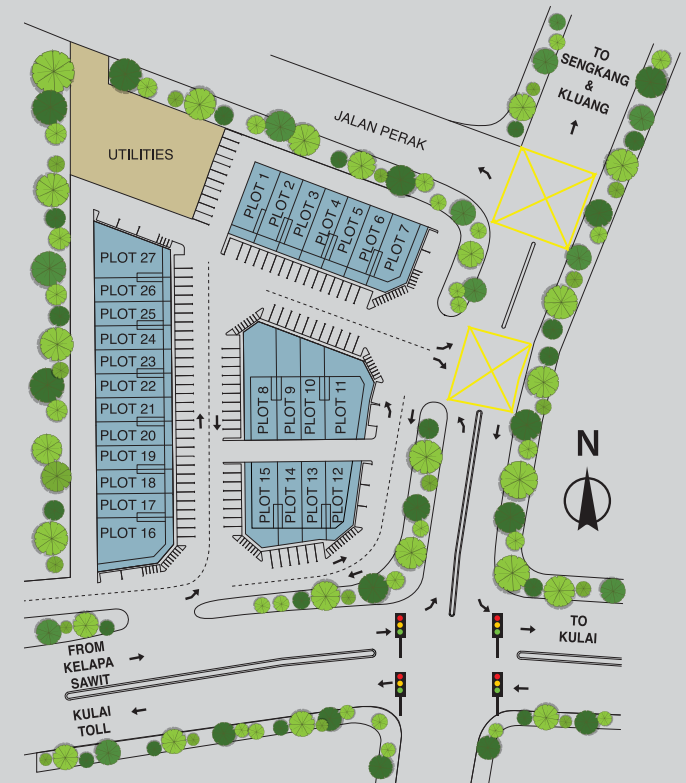 TO
SENGKANG
&
KLUANG
JALAN PERAK
UTILITIES
PLOT 1
PLOT 2
PLOT 3
PLOT 4
PLOT 5
PLOT 6
PLOT 7
PLOT 27
PLOT 26
PLOT 25
PLOT 24
PLOT 23
PLOT 22
PLOT 21
PLOT 20
PLOT 19
PLOT 18
PLOT 17
PLOT 16
PLOT 8
PLOT 9
PLOT 10
PLOT 11
PLOT 15
PLOT 14
PLOT 13
PLOT 12
N
TO
KULAI
FROM
KELAPA
SAWIT
KULAI
TOLL